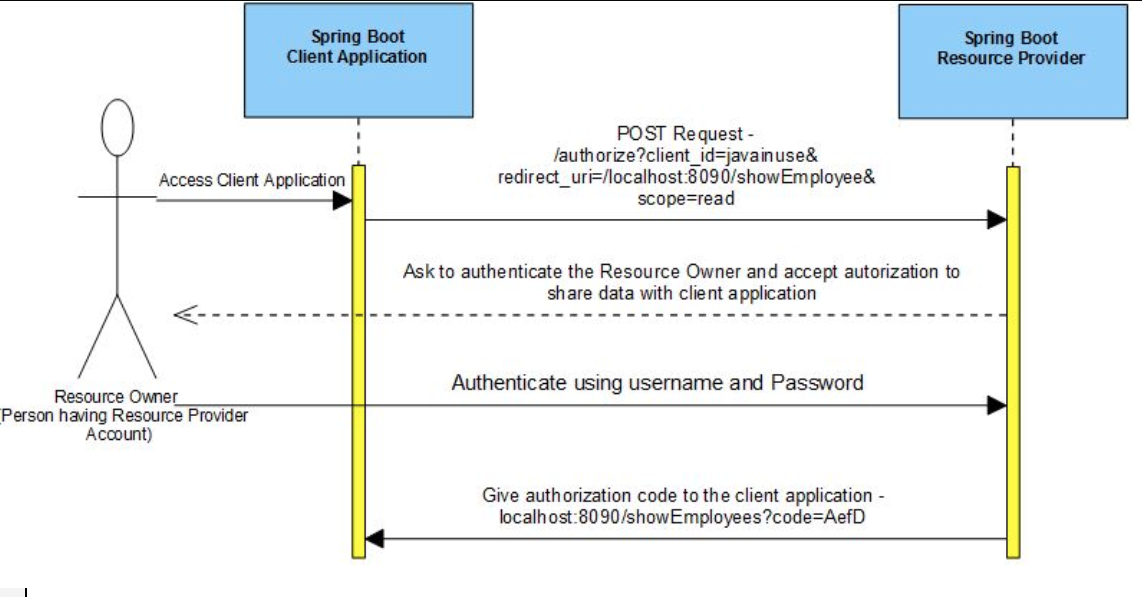 Spring Boot
Client Application
Spring Boot
Resource Provider
POST Request -
/authorize?client_id=javainuse&
redirect_uri=/localhost:8090/showEmployee&
scope=read
Access Client Application
Ask to authenticate the Resource Owner and accept autorization to
share data with client application
Authenticate using username and Password
Resource Owner
(Person having Resource Provider
Account)
Give authorization code to the client application -
localhost:8090/showEmployees?code=AefD